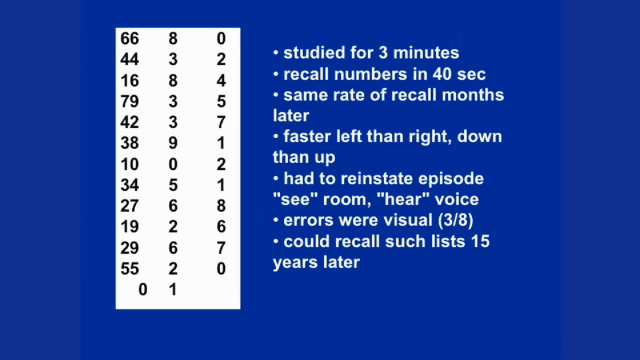 66 8 0
44 3 2
16 8 4
79 3 5
42 3 7
38 9 1
10 0 2
34 5 1
27 6 8
19 2 6
29 6 7
55 2 0
0 1
• studied for 3 minutes
• recall numbers in 40 sec
• same rate of recall months
later
• faster left than right, down
than up
• had to reinstate episode
"see" room, "hear" voice
• errors were visual (3/8)
• could recall such lists 15
years later